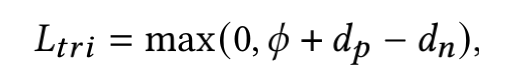 L_{tri} = max(0, ϕ + d_p − d_n),